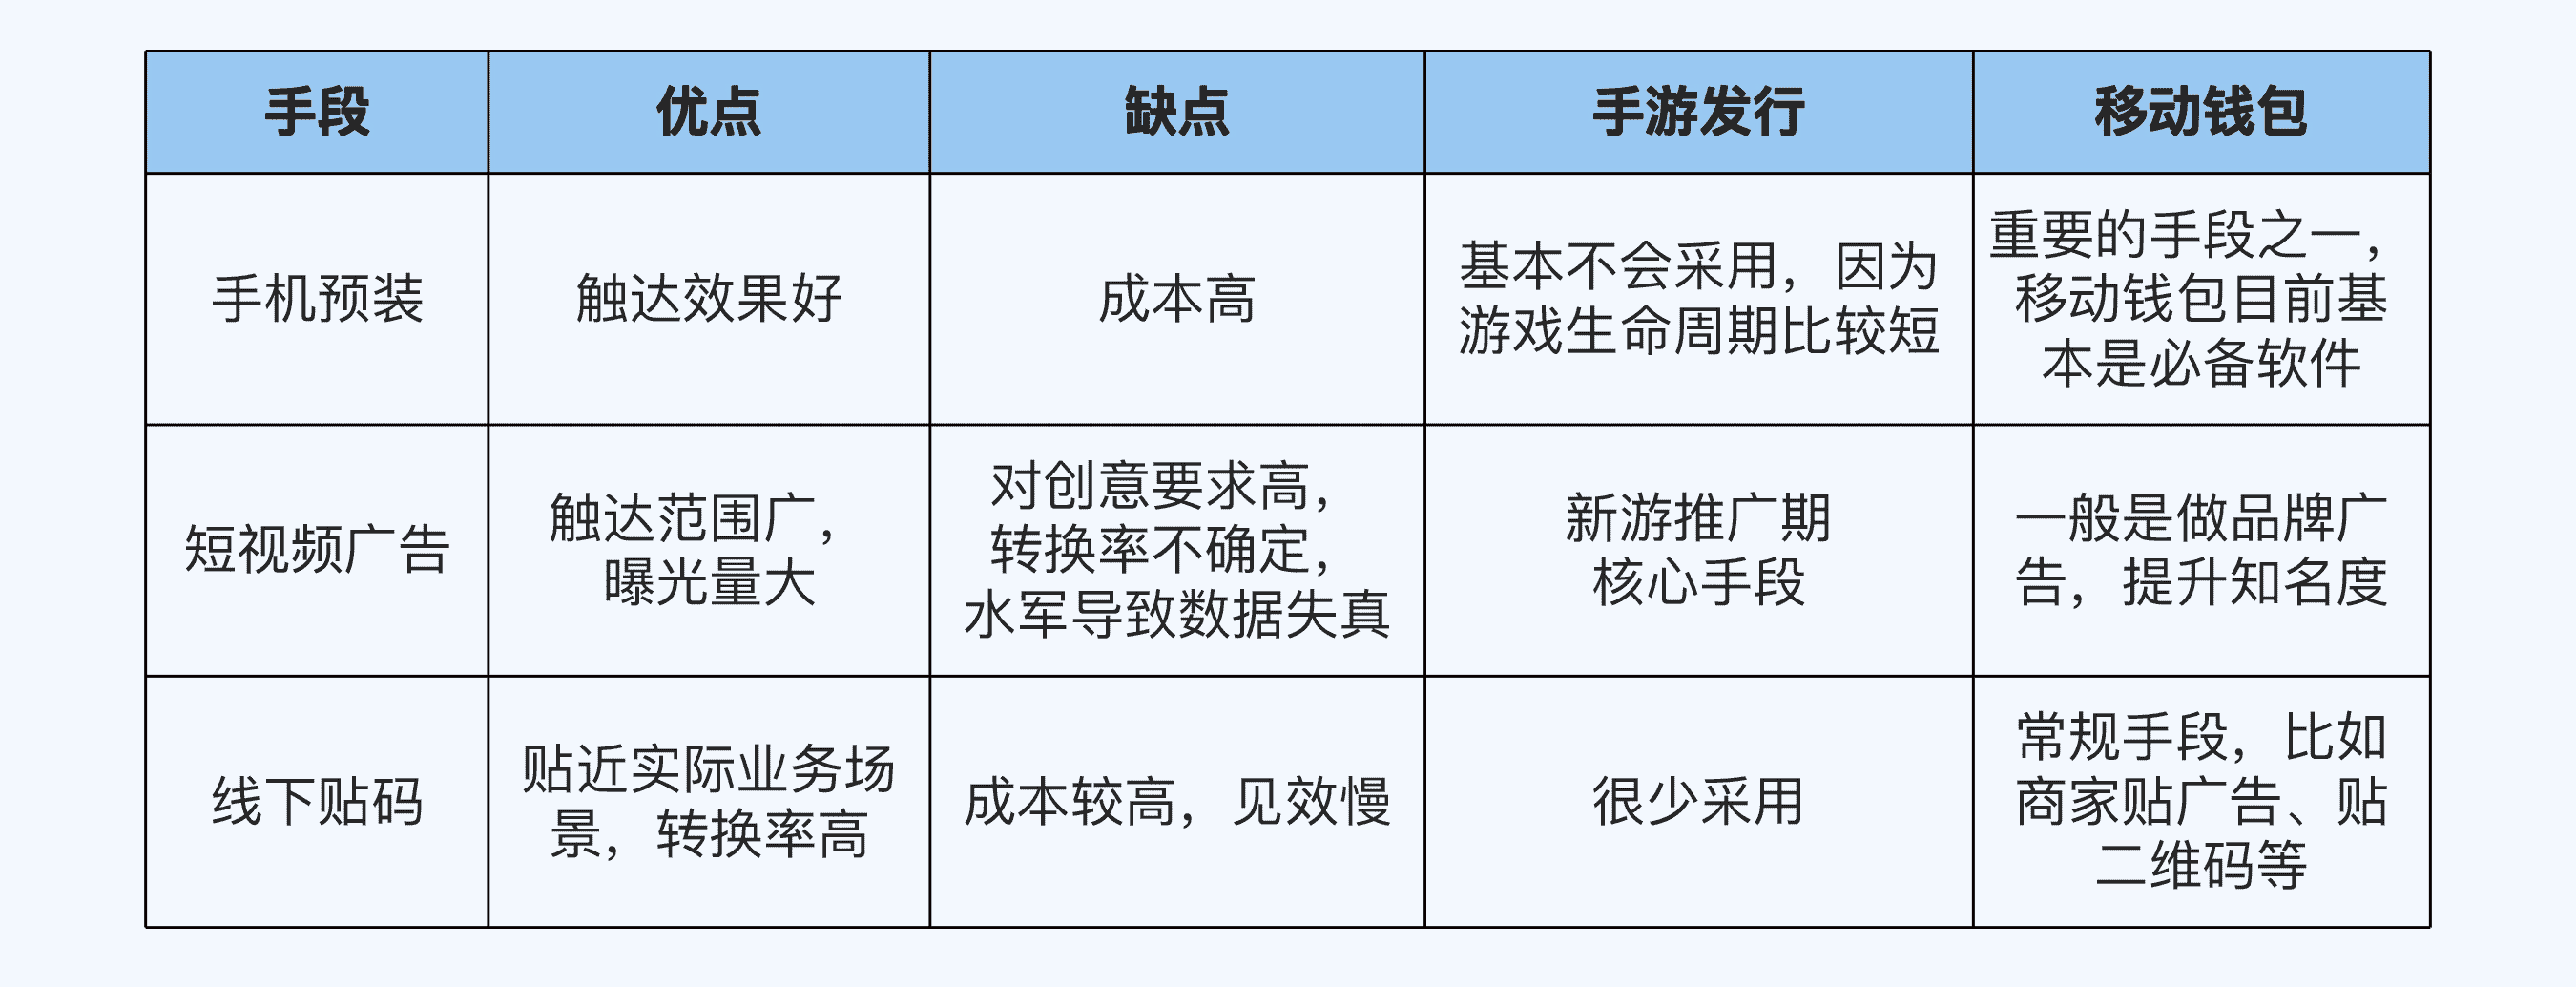 手段
优点
缺点
手游发行
移动钱包
手机预装
触达效果好
成本高
基本不会采用，因为
游戏生命周期比较短
重要的手段之一，
移动钱包目前基
本是必备软件
短视频广告
触达范围广，
曝光量大
对创意要求高，
转换率不确定，
水军导致数据失真
新游推广期
核心手段
一般是做品牌广
告，提升知名度
线下贴码
贴近实际业务场
景，转换率高
成本较高，见效慢
很少采用
常规手段，比如
商家贴广告、贴
二维码等